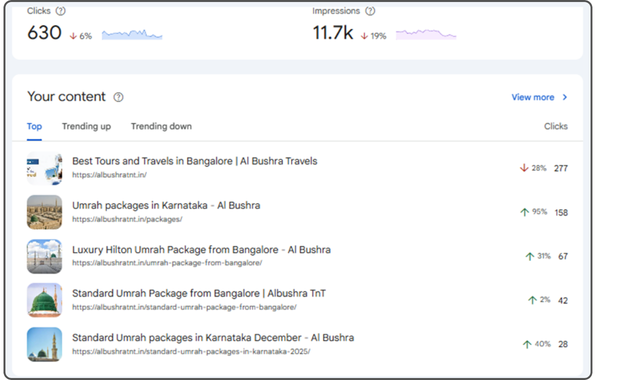 Clicks
Impressions
630 ↓ 6%
11.7k ↓ 19%
Your content
View more >
Top Trending up Trending down Clicks
Best Tours and Travels in Bangalore | Al Bushra Travels
https://albushratnt.in/
↓ 28% 277
Umrah packages in Karnataka - Al Bushra
https://albushratnt.in/packages/
↑ 95% 158
Luxury Hilton Umrah Package from Bangalore - Al Bushra
https://albushratnt.in/umrah-package-from-bangalore/
↑ 31% 67
Standard Umrah Package from Bangalore | Albushra TnT
https://albushratnt.in/standard-umrah-package-from-bangalore/
↑ 2% 42
Standard Umrah packages in Karnataka December - Al Bushra
https://albushratnt.in/standard-umrah-packages-in-karnataka-2025/
↑ 40% 28